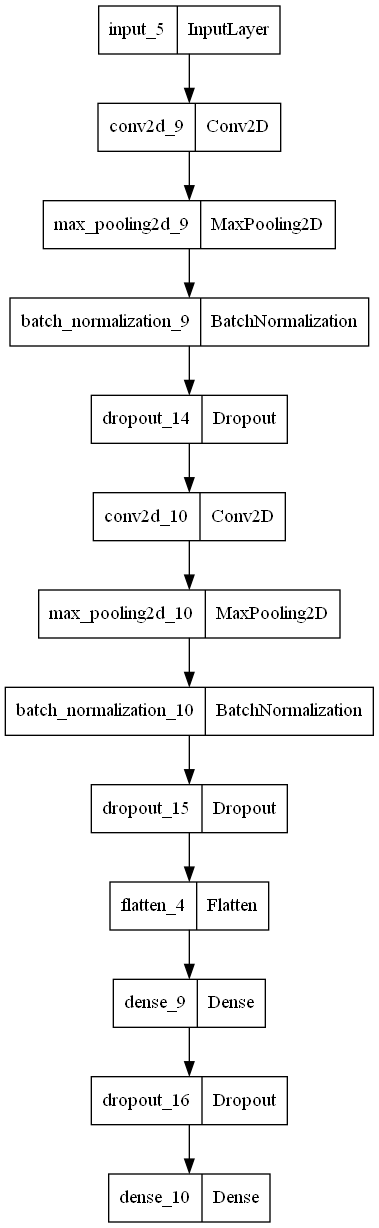 input_5 InputLayer
conv2d_9 Conv2D
max_pooling2d_9 MaxPooling2D
batch_normalization_9 BatchNormalization
dropout_14 Dropout
conv2d_10 Conv2D
max_pooling2d_10 MaxPooling2D
batch_normalization_10 BatchNormalization
dropout_15 Dropout
flatten_4 Flatten
dense_9 Dense
dropout_16 Dropout
dense_10 Dense